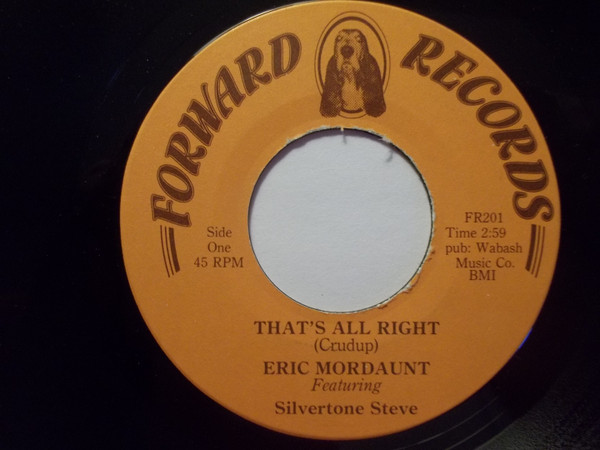 FORWARD RECORDS
Side
One
45 RPM
FR201
Time 2:59
pub: Wabash
Music Co.
BMI
THAT'S ALL RIGHT
(Crudup)
ERIC MORDAUNT
Featuring
Silvertone Steve